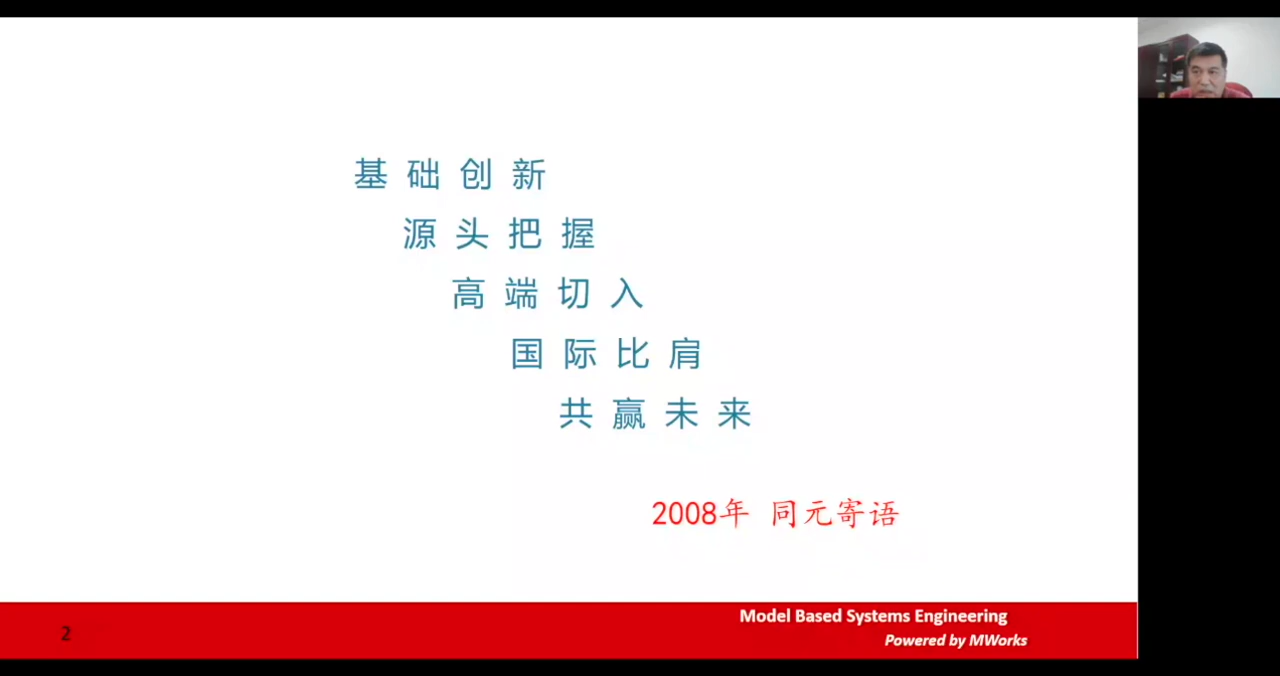 基础创新
源头把握
高端切入
国际比肩
共赢未来
2008年 同元寄语
Model Based Systems Engineering
Powered by MWorks
2